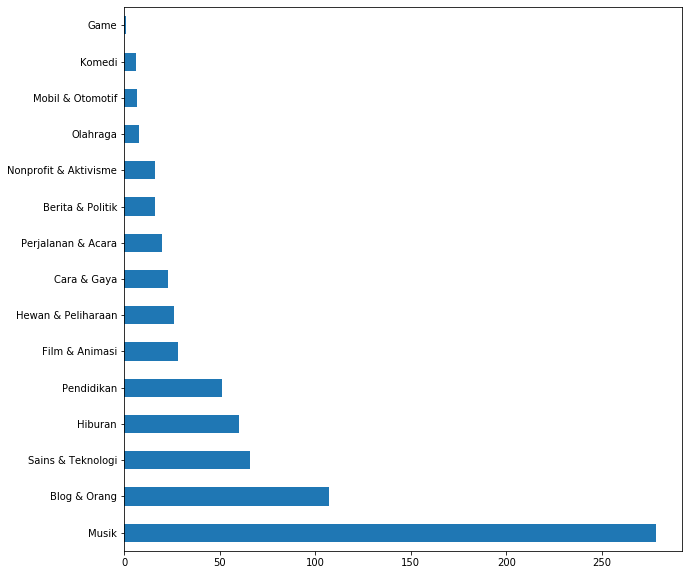 Game
Komedi
Mobil & Otomotif
Olahraga
Nonprofit & Aktivisme
Berita & Politik
Perjalanan & Acara
Cara & Gaya
Hewan & Peliharaan
Film & Animasi
Pendidikan
Hiburan
Sains & Teknologi
Blog & Orang
Musik
0 50 100 150 200 250